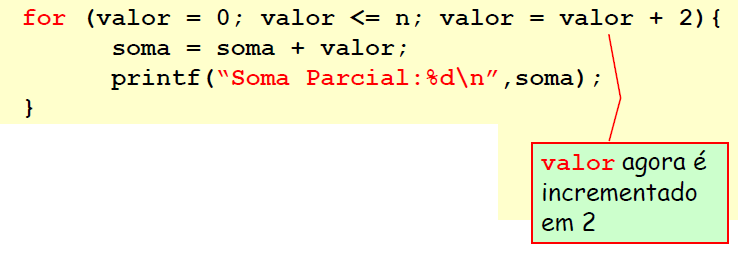 for (valor = 0; valor <= n; valor = valor + 2){
soma = soma + valor;
printf(“Soma Parcial:%d\n”,soma);
}
valor agora é
incrementado
em 2